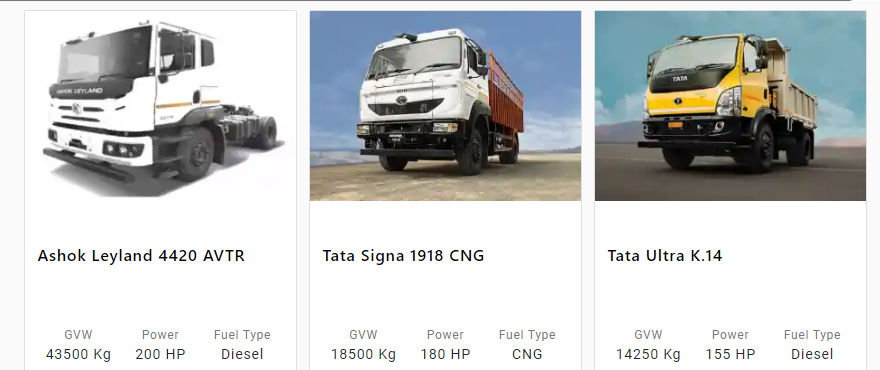 ASHOK LEYLAND
TATA
Ashok Leyland 4420 AVTR
Tata Signa 1918 CNG
Tata Ultra K.14
GVW Power Fuel Type
43500 Kg 200 HP Diesel
GVW Power Fuel Type
18500 Kg 180 HP CNG
GVW Power Fuel Type
14250 Kg 155 HP Diesel